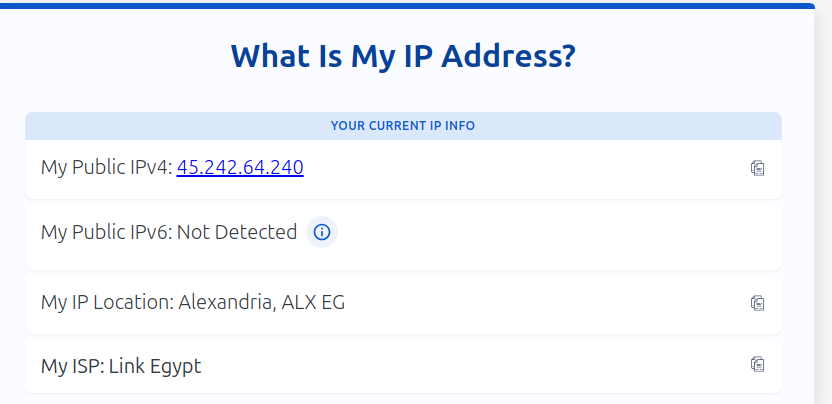 What Is My IP Address?
YOUR CURRENT IP INFO
My Public IPv4: 45.242.64.240
My Public IPv6: Not Detected
My IP Location: Alexandria, ALX EG
My ISP: Link Egypt